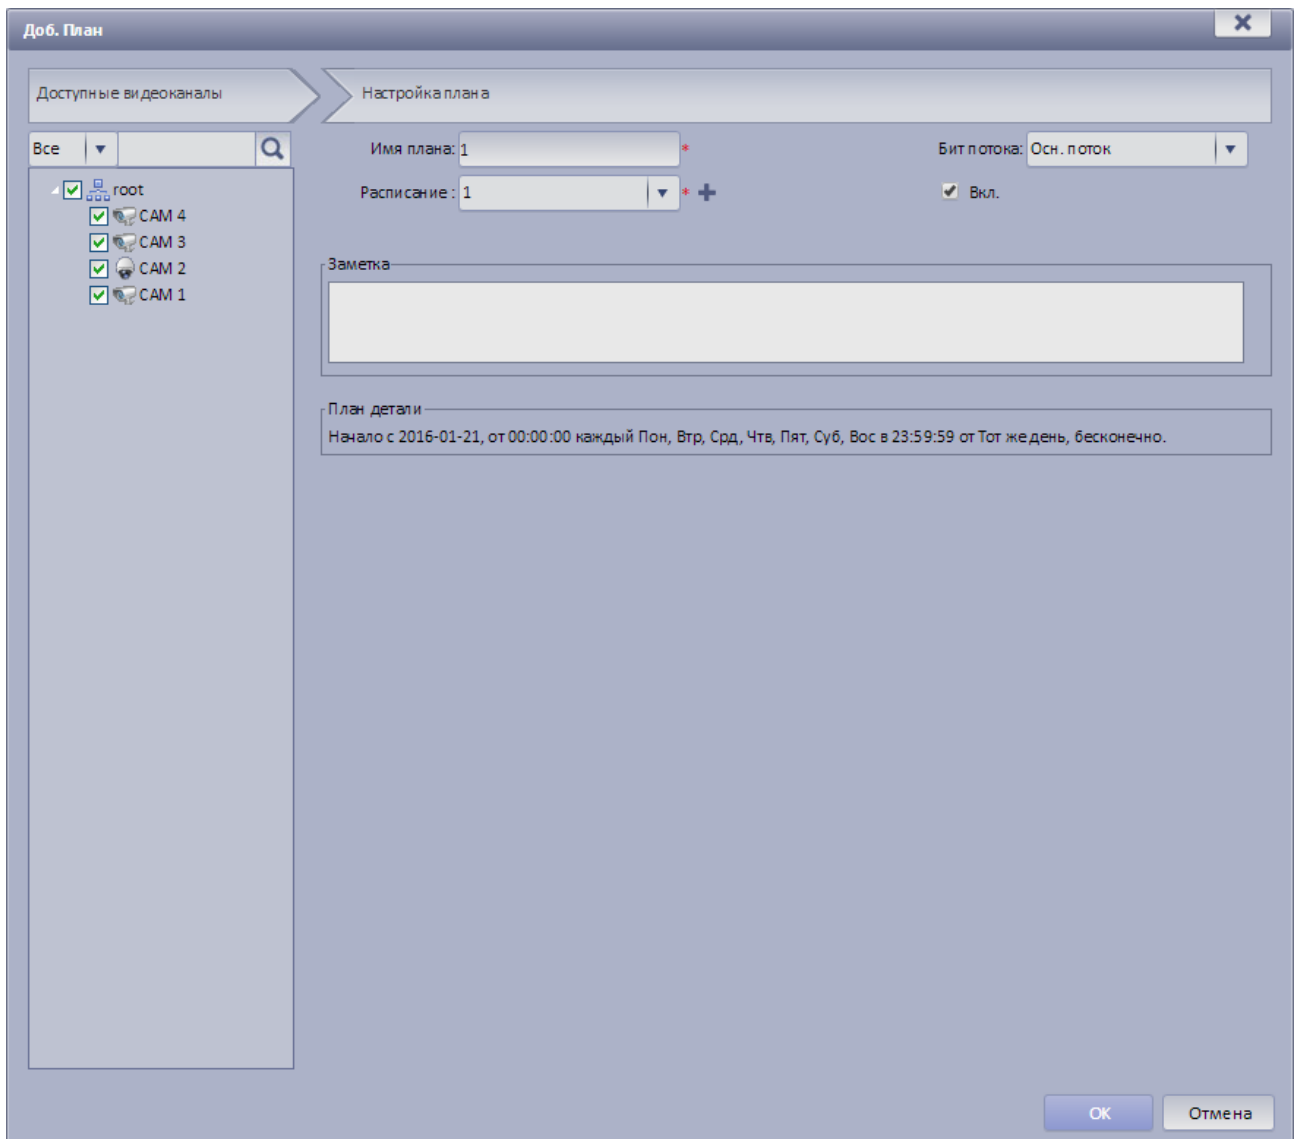 Доб. План
Доступные видеоканалы
Настройка плана
Все
Имя плана: 1 *
Бит потока: Осн. поток
root
Расписание : 1 *
Вкл.
CAM 4
CAM 3
CAM 2
CAM 1
Заметка
План детали
Начало с 2016-01-21, от 00:00:00 каждый Пон, Втр, Срд, Чтв, Пят, Суб, Вос в 23:59:59 от Тот же день, бесконечно.
OK
Отмена